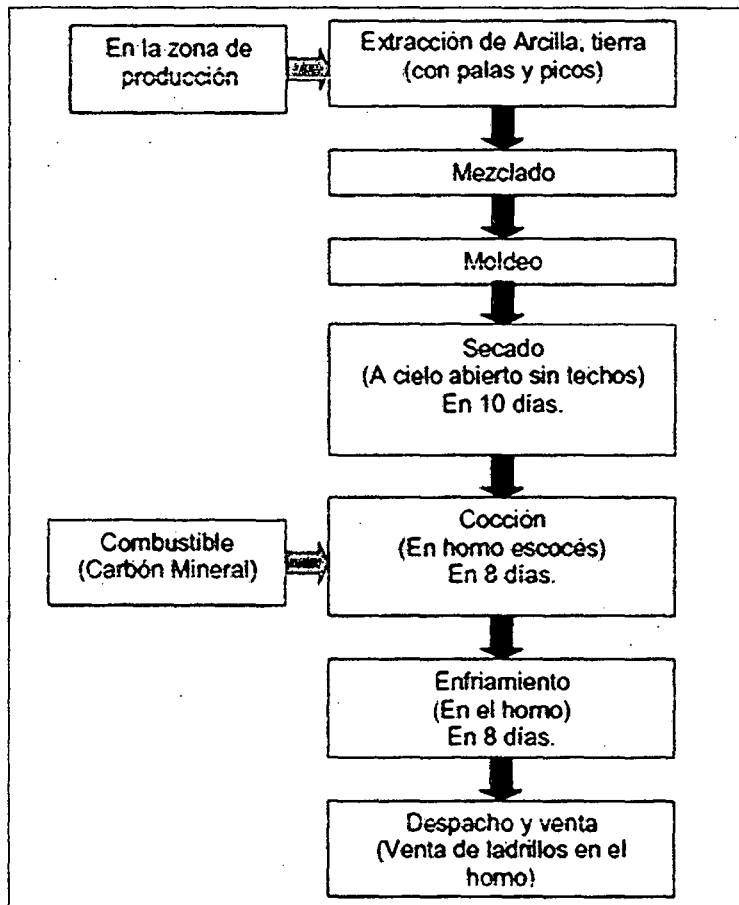 En la zona de
producción
Extracción de Arcilla, tierra
(con palas y picos)
Mezclado
Moldeo
Secado
(A cielo abierto sin techos)
En 10 días.
Combustible
(Carbón Mineral)
Cocción
(En horno escocés)
En 8 días.
Enfriamiento
(En el horno)
En 8 días.
Despacho y venta
(Venta de ladrillos en el
horno)